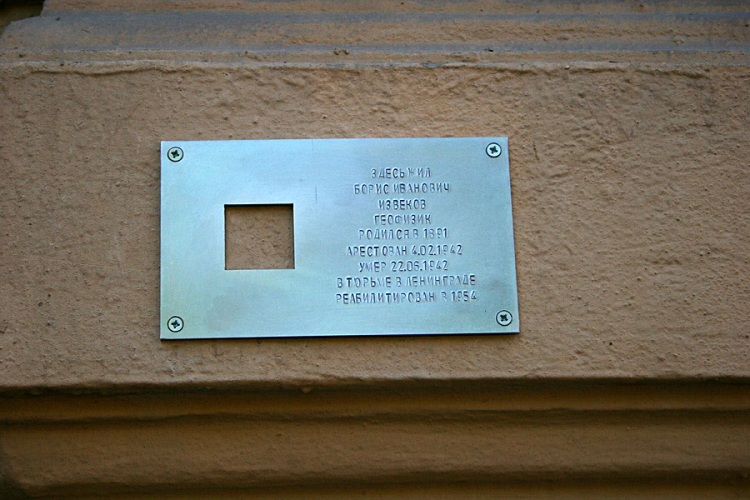 ЗДЕСЬ ЖИЛ
БОРИС ИВАНОВИЧ
ИЗВЕКОВ
ГЕОФИЗИК
РОДИЛСЯ В 1891
АРЕСТОВАН 4.02.1942
УМЕР 22.05.1942
В ТЮРЬМЕ В ЛЕНИНГРАДЕ
РЕАБИЛИТИРОВАН В 1954